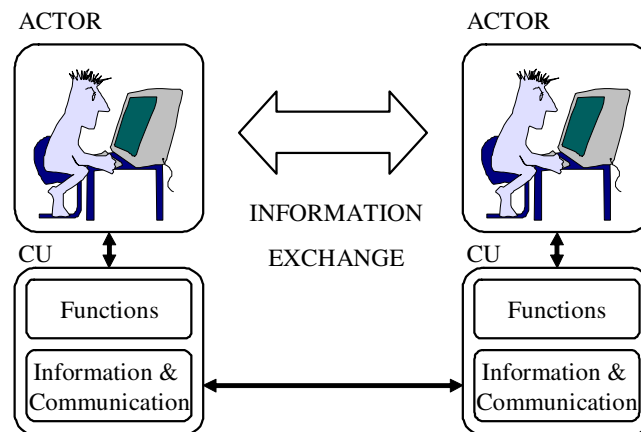 ACTOR
ACTOR
INFORMATION
EXCHANGE
CU
CU
Functions
Functions
Information &
Communication
Information &
Communication